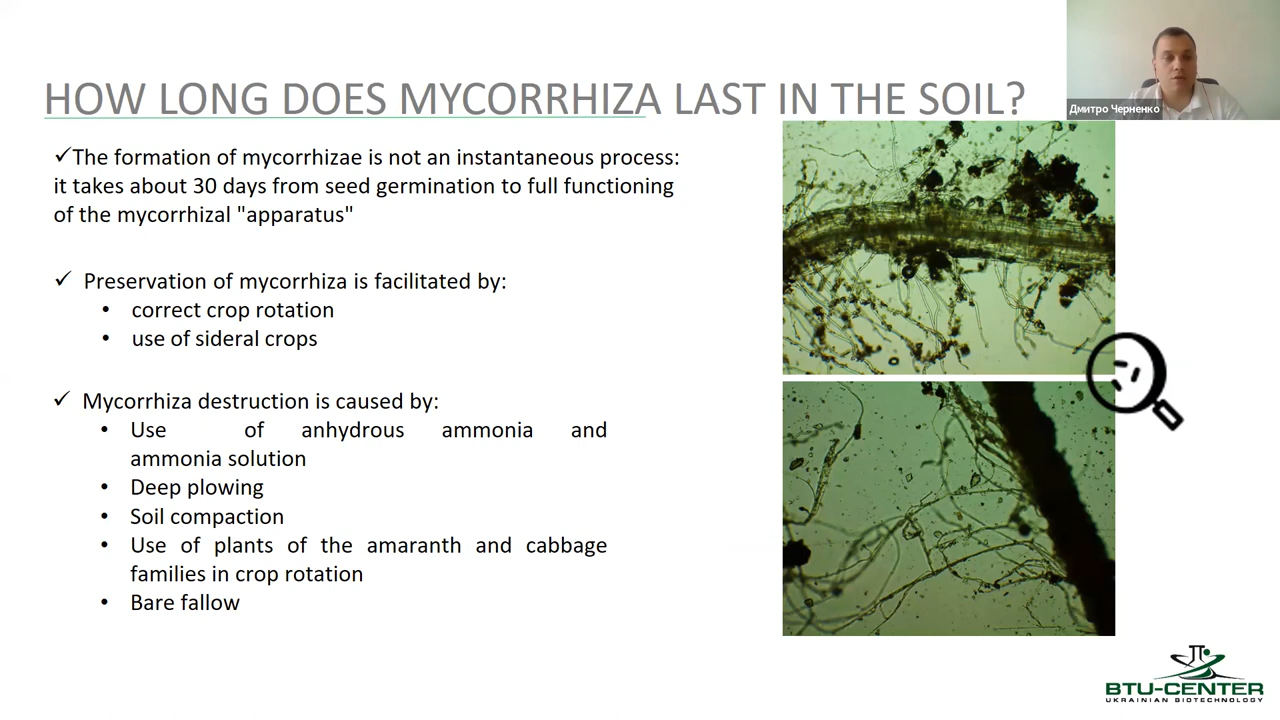 HOW LONG DOES MYCORRHIZA LAST IN THE SOIL?
Дмитро Черненко
✓The formation of mycorrhizae is not an instantaneous process:
it takes about 30 days from seed germination to full functioning
of the mycorrhizal "apparatus"
✓ Preservation of mycorrhiza is facilitated by:
• correct crop rotation
• use of sideral crops
✓ Mycorrhiza destruction is caused by:
• Use of anhydrous ammonia and
ammonia solution
• Deep plowing
• Soil compaction
• Use of plants of the amaranth and cabbage
families in crop rotation
• Bare fallow
BTU-CENTER
UKRAINIAN BIOTECHNOLOGY